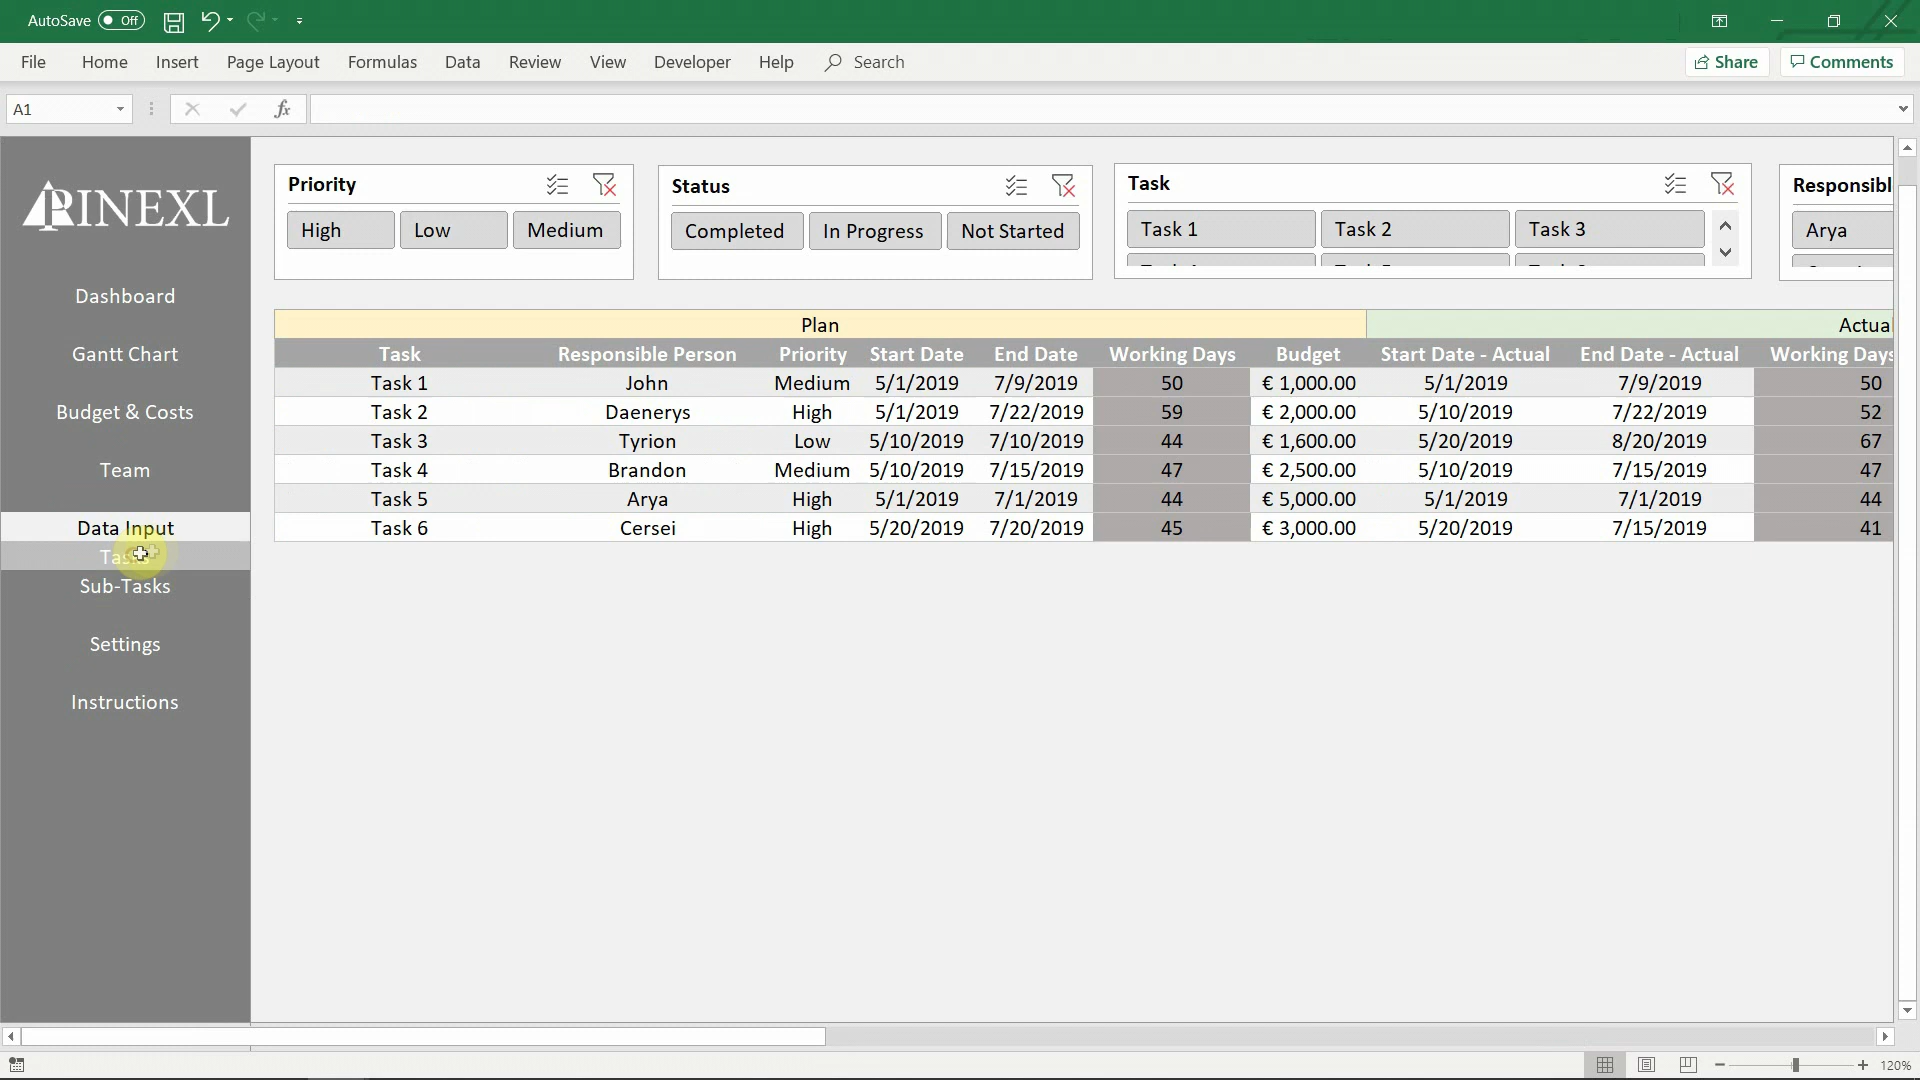 AutoSave Off
File Home Insert Page Layout Formulas Data Review View Developer Help Search Share Comments
A1 fx
PINEXL
Dashboard
Gantt Chart
Budget & Costs
Team
Data Input
Tasks
Sub-Tasks
Settings
Instructions
Priority
High Low Medium
Status
Completed In Progress Not Started
Task
Task 1 Task 2 Task 3
Responsibl
Arya
Plan Actua
Task Responsible Person Priority Start Date End Date Working Days Budget Start Date - Actual End Date - Actual Working Days
Task 1 John Medium 5/1/2019 7/9/2019 50 € 1,000.00 5/1/2019 7/9/2019 50
Task 2 Daenerys High 5/1/2019 7/22/2019 59 € 2,000.00 5/10/2019 7/22/2019 52
Task 3 Tyrion Low 5/10/2019 7/10/2019 44 € 1,600.00 5/20/2019 8/20/2019 67
Task 4 Brandon Medium 5/10/2019 7/15/2019 47 € 2,500.00 5/10/2019 7/15/2019 47
Task 5 Arya High 5/1/2019 7/1/2019 44 € 5,000.00 5/1/2019 7/1/2019 44
Task 6 Cersei High 5/20/2019 7/20/2019 45 € 3,000.00 5/20/2019 7/15/2019 41
120%